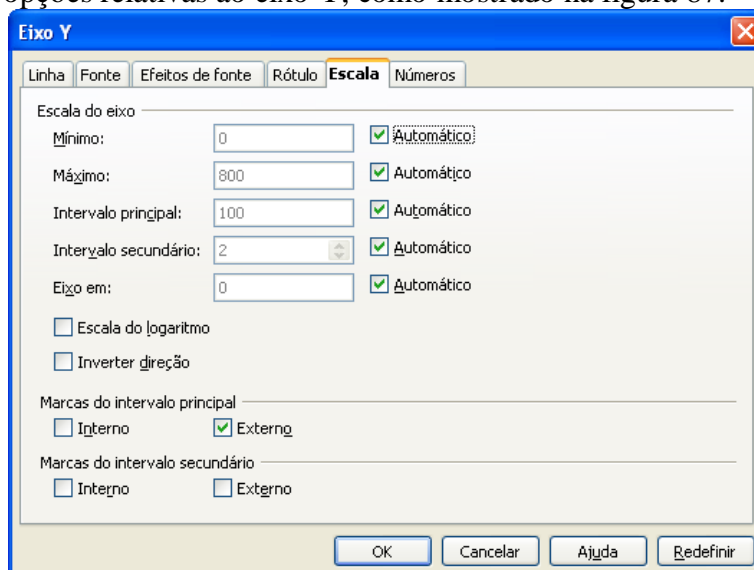 opções relativas ao eixo Y, como mostrado na figura 87.
Eixo Y
Linha Fonte Efeitos de fonte Rótulo Escala Números
Escala do eixo
Mínimo: 0 Automático
Máximo: 800 Automático
Intervalo principal: 100 Automático
Intervalo secundário: 2 Automático
Eixo em: 0 Automático
Escala do logaritmo
Inverter direção
Marcas do intervalo principal
Interno Externo
Marcas do intervalo secundário
Interno Externo
OK Cancelar Ajuda Redefinir